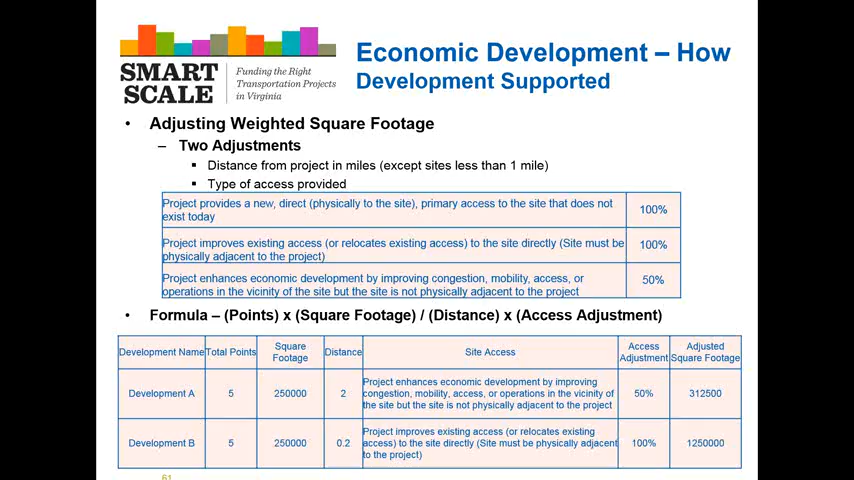 SMART
SCALE
Funding the Right
Transportation Projects
in Virginia
Economic Development – How
Development Supported
• Adjusting Weighted Square Footage
– Two Adjustments
▪ Distance from project in miles (except sites less than 1 mile)
▪ Type of access provided
Project provides a new, direct (physically to the site), primary access to the site that does not
exist today
100%
Project improves existing access (or relocates existing access) to the site directly (Site must be
physically adjacent to the project)
100%
Project enhances economic development by improving congestion, mobility, access, or
operations in the vicinity of the site but the site is not physically adjacent to the project
50%
• Formula – (Points) x (Square Footage) / (Distance) x (Access Adjustment)
Development Name Total Points Square
Footage Distance Site Access Access
Adjustment Adjusted
Square Footage
Development A 5 250000 2 Project enhances economic development by improving
congestion, mobility, access, or operations in the vicinity of
the site but the site is not physically adjacent to the project
50% 312500
Development B 5 250000 0.2 Project improves existing access (or relocates existing
access) to the site directly (Site must be physically adjacent
to the project)
100% 1250000
61